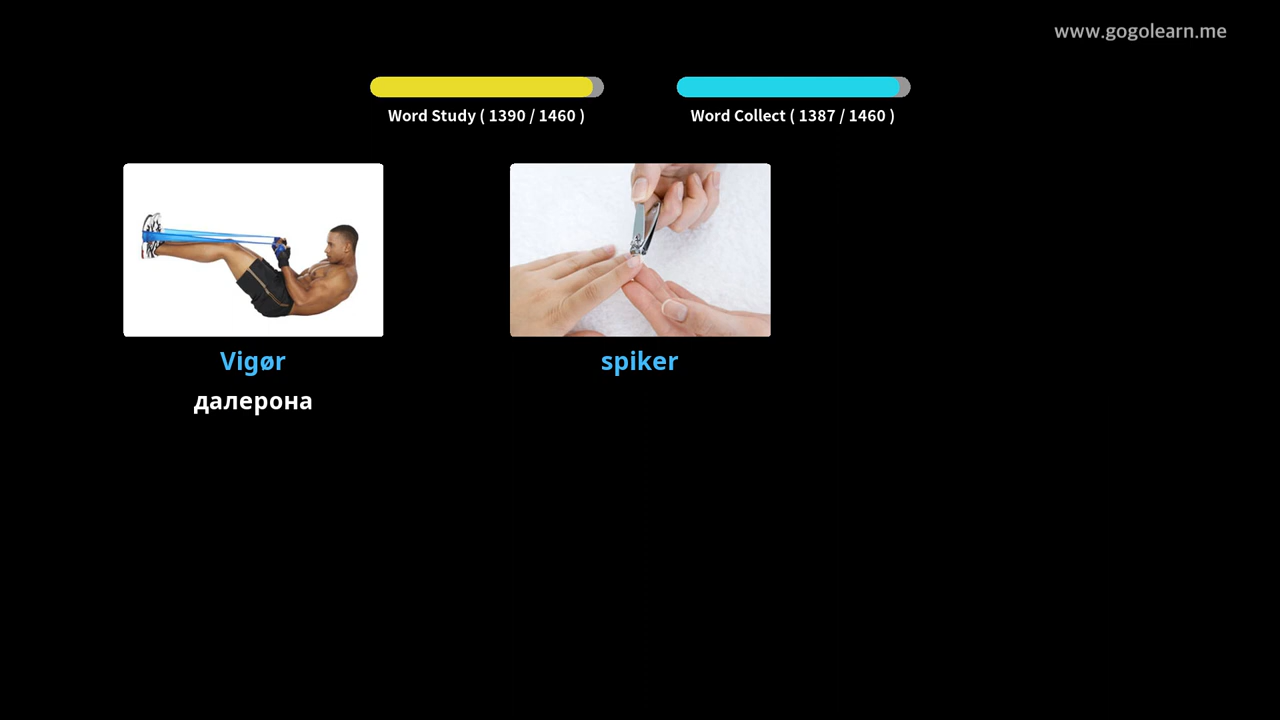 www.gogolearn.me
Word Study ( 1390 / 1460 )
Word Collect ( 1387 / 1460 )
Vigør
далерона
spiker